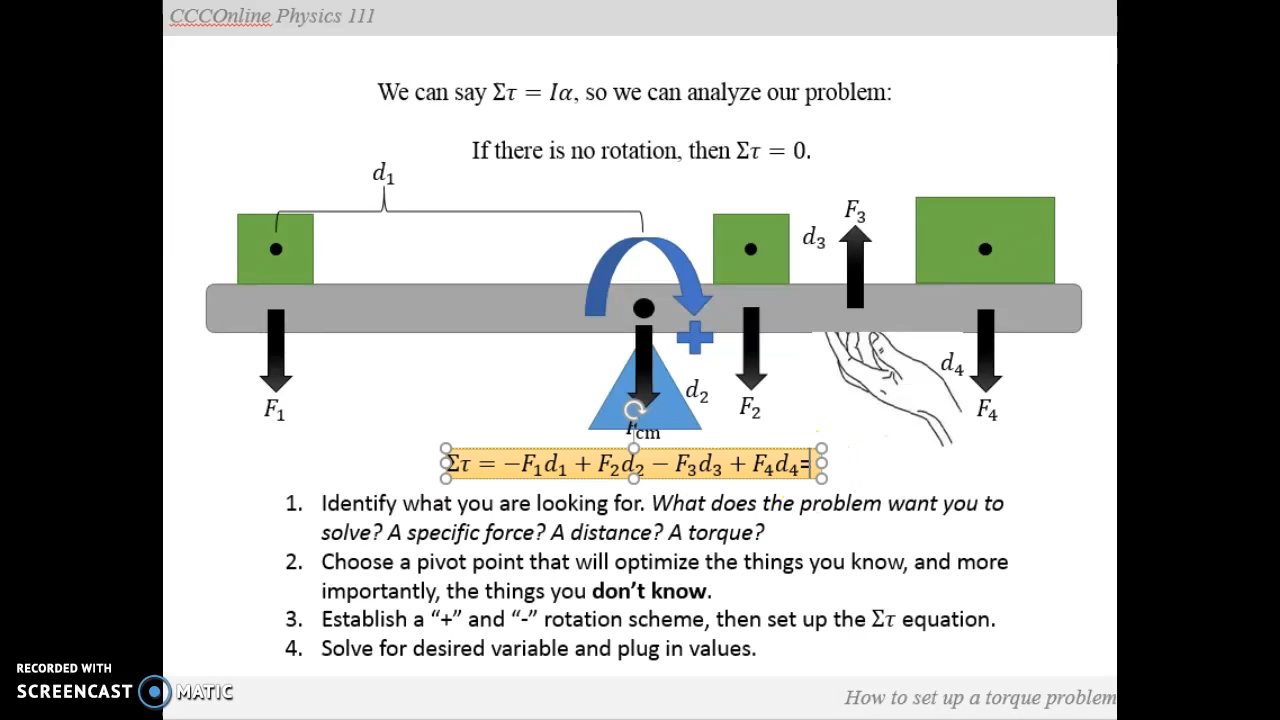 CCCOnline Physics 111
We can say Στ = Iα, so we can analyze our problem:
If there is no rotation, then Στ = 0.
d₁
F₃
d₃
d₄
d₂
F₁
F₂
F₄
Fcm
Στ = −F₁d₁ + F₂d₂ − F₃d₃ + F₄d₄=
1. Identify what you are looking for. What does the problem want you to
solve? A specific force? A distance? A torque?
2. Choose a pivot point that will optimize the things you know, and more
importantly, the things you don't know.
3. Establish a “+” and “-” rotation scheme, then set up the Στ equation.
4. Solve for desired variable and plug in values.
RECORDED WITH
SCREENCAST MATIC
How to set up a torque problem